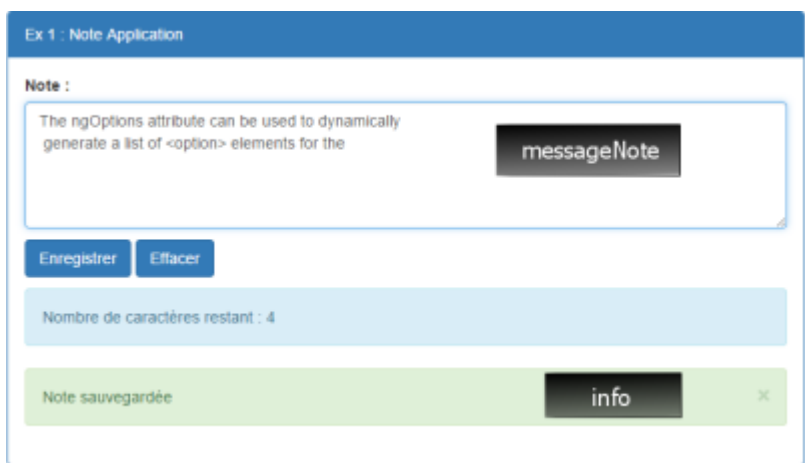 Ex 1 : Note Application
Note :
The ngOptions attribute can be used to dynamically
generate a list of <option> elements for the
messageNote
Enregistrer Effacer
Nombre de caractères restant : 4
Note sauvegardée
info ×